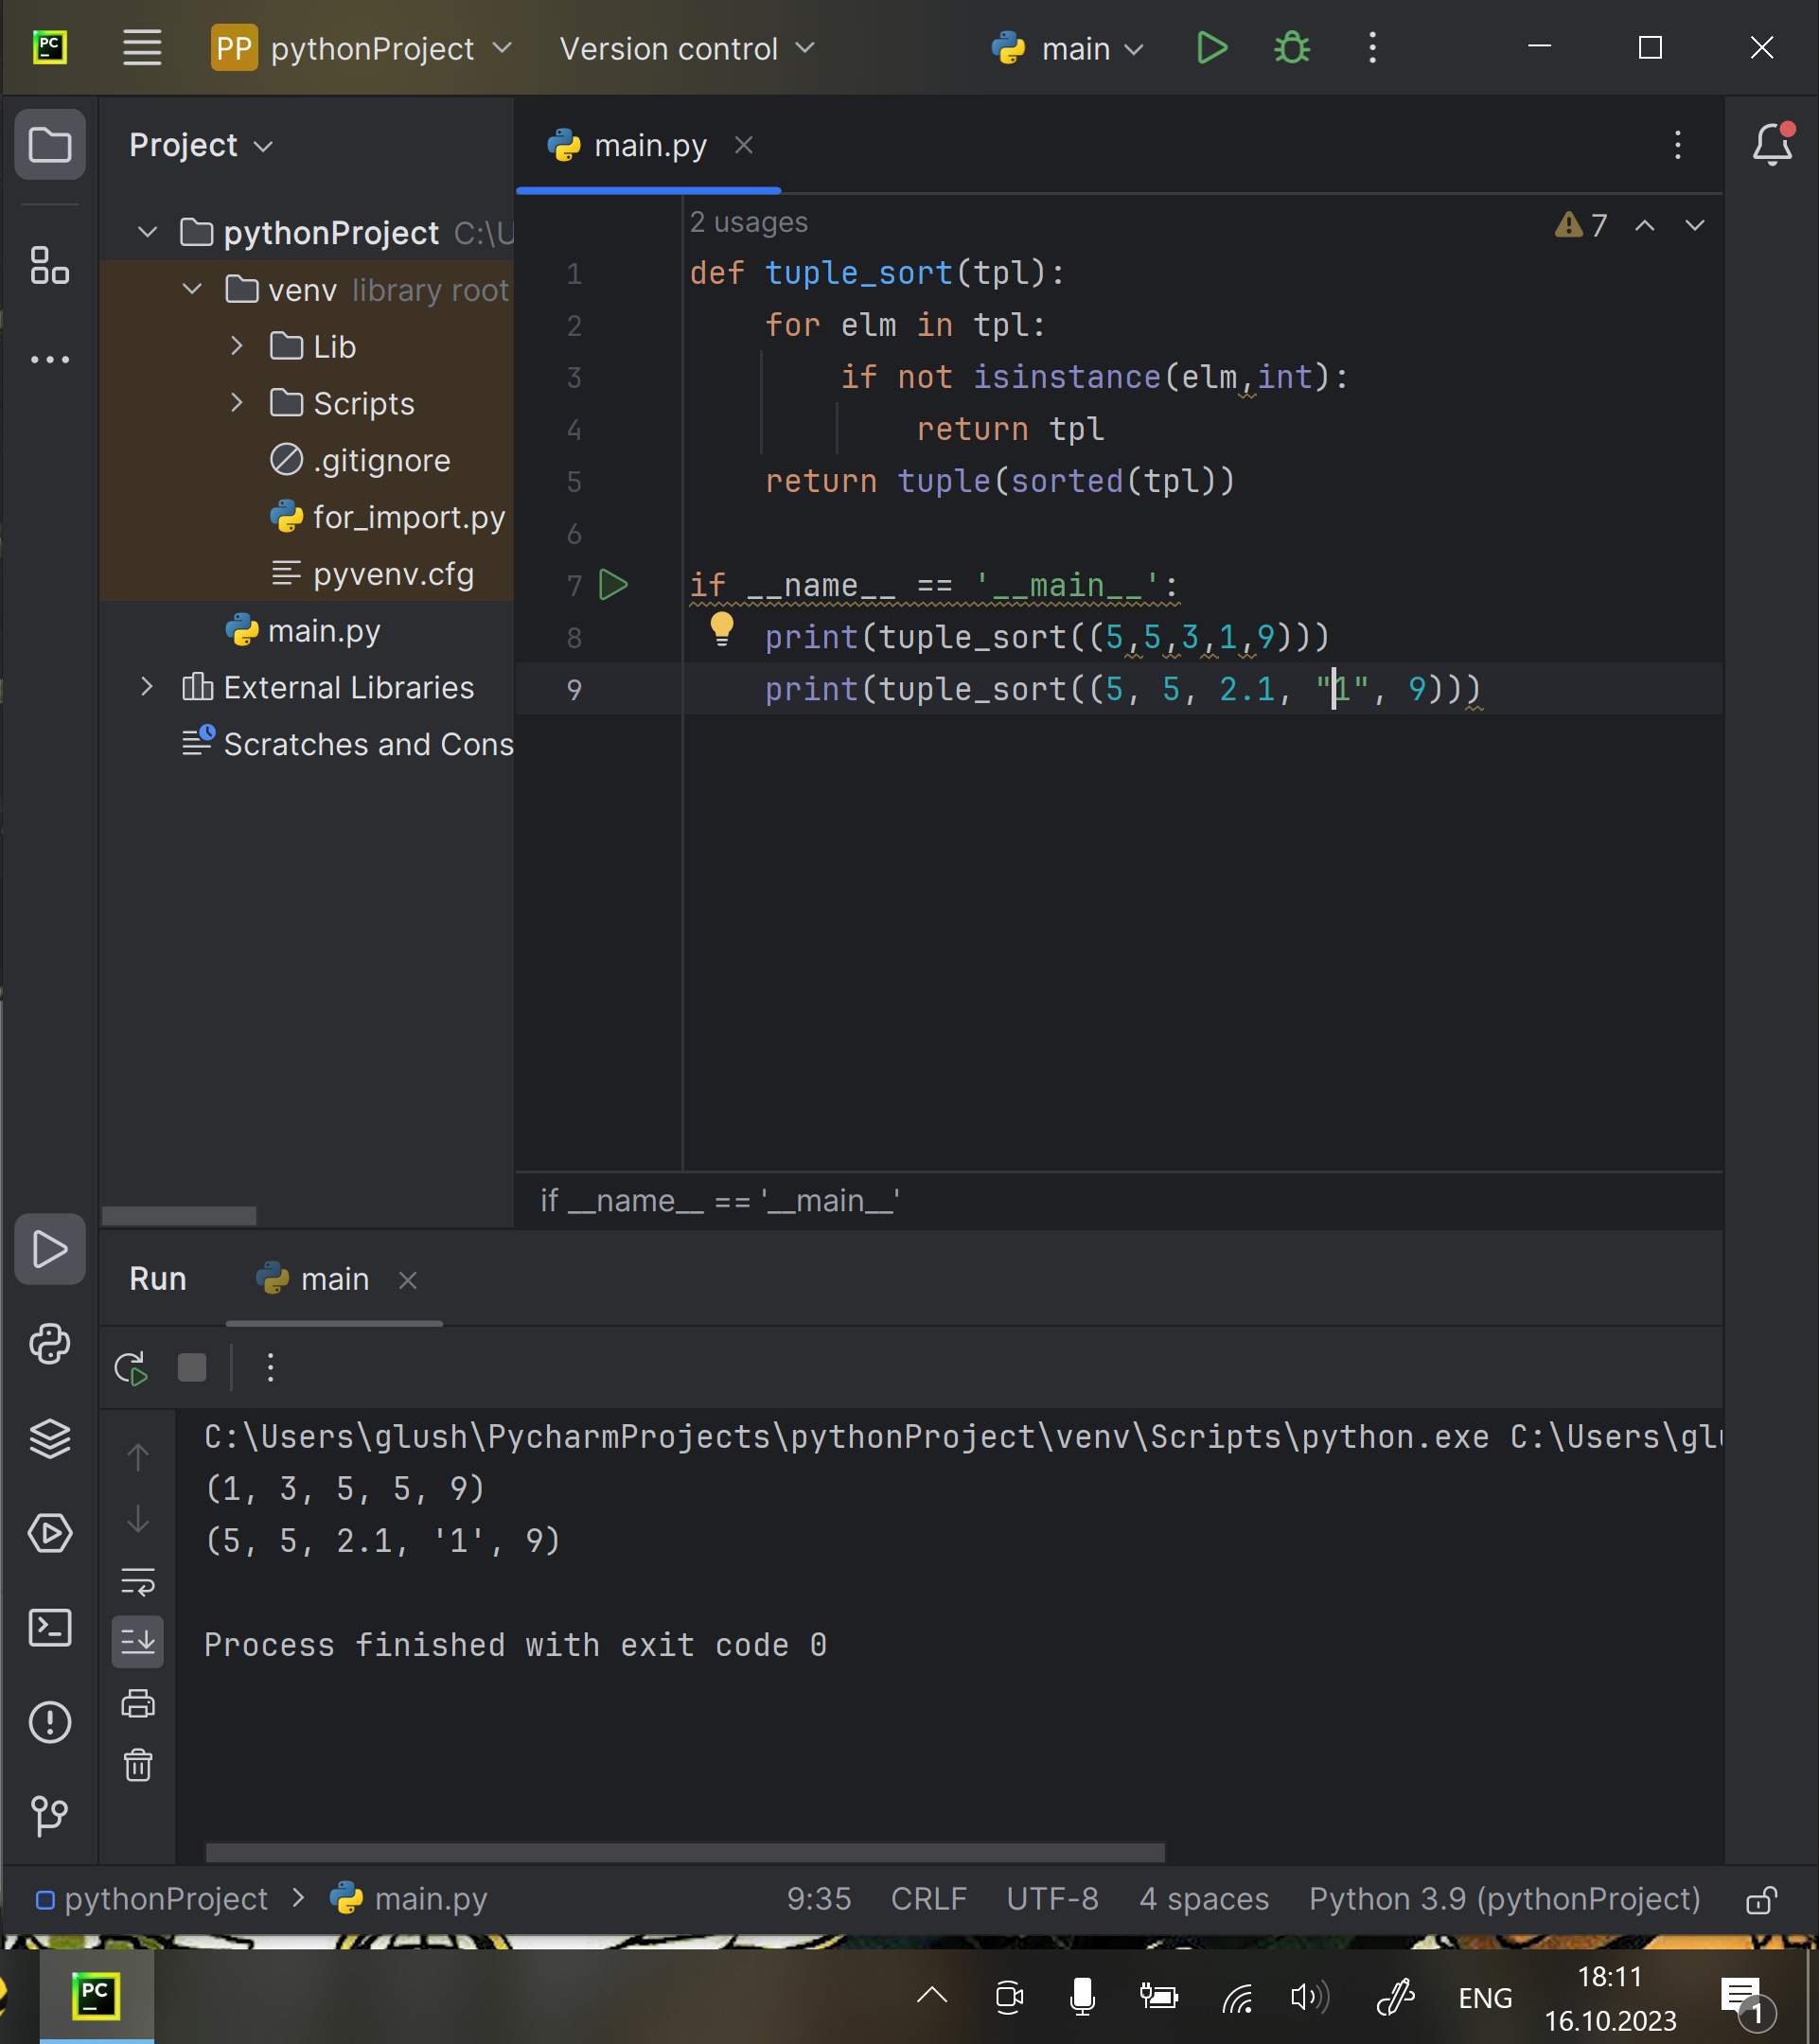 PC
PP pythonProject Version control main
Project
main.py
pythonProject C:\U
venv library root
Lib
Scripts
.gitignore
for_import.py
pyvenv.cfg
main.py
External Libraries
Scratches and Cons
2 usages
7
1 def tuple_sort(tpl):
2 for elm in tpl:
3 if not isinstance(elm,int):
4 return tpl
5 return tuple(sorted(tpl))
6
7 if __name__ == '__main__':
8 print(tuple_sort((5,5,3,1,9)))
9 print(tuple_sort((5, 5, 2.1, "1", 9)))
if __name__ == '__main__'
Run main
C:\Users\glush\PycharmProjects\pythonProject\venv\Scripts\python.exe C:\Users\glu
(1, 3, 5, 5, 9)
(5, 5, 2.1, '1', 9)
Process finished with exit code 0
pythonProject > main.py 9:35 CRLF UTF-8 4 spaces Python 3.9 (pythonProject)
PC
ENG
18:11
16.10.2023
1